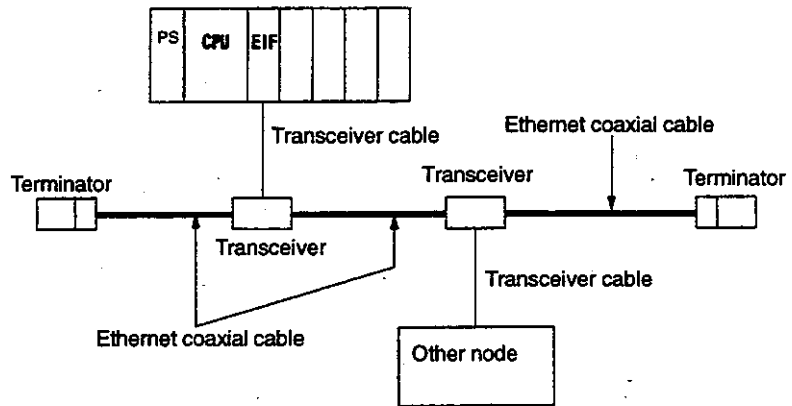 PS CPU EIF
Transceiver cable
Ethernet coaxial cable
Terminator
Transceiver
Terminator
Transceiver
Transceiver cable
Ethernet coaxial cable
Other node